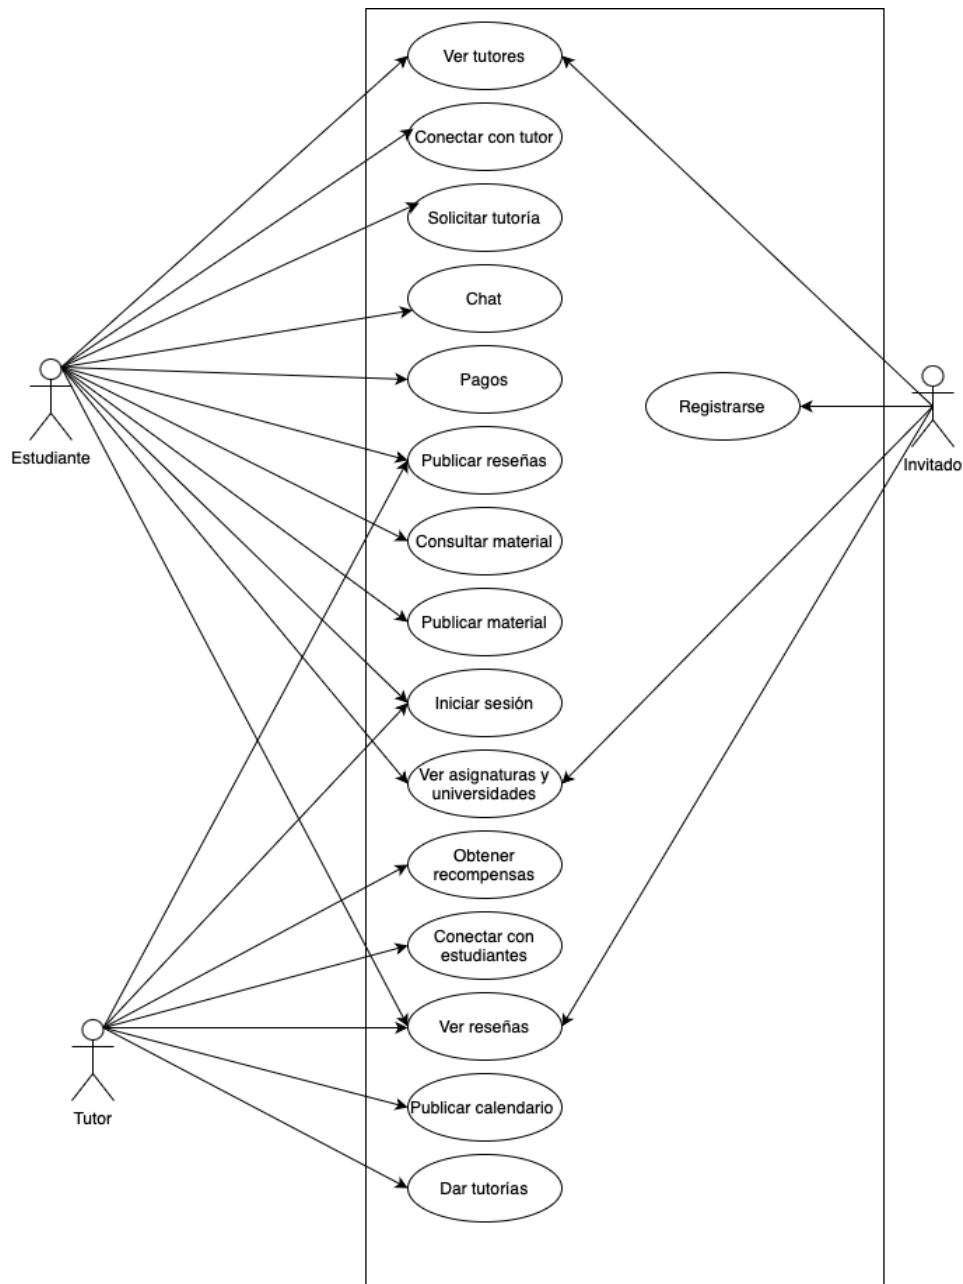 Ver tutores
Conectar con tutor
Solicitar tutoría
Chat
Pagos
Registrarse
Estudiante
Invitado
Publicar reseñas
Consultar material
Publicar material
Iniciar sesión
Ver asignaturas y
universidades
Obtener
recompensas
Conectar con
estudiantes
Ver reseñas
Tutor
Publicar calendario
Dar tutorías